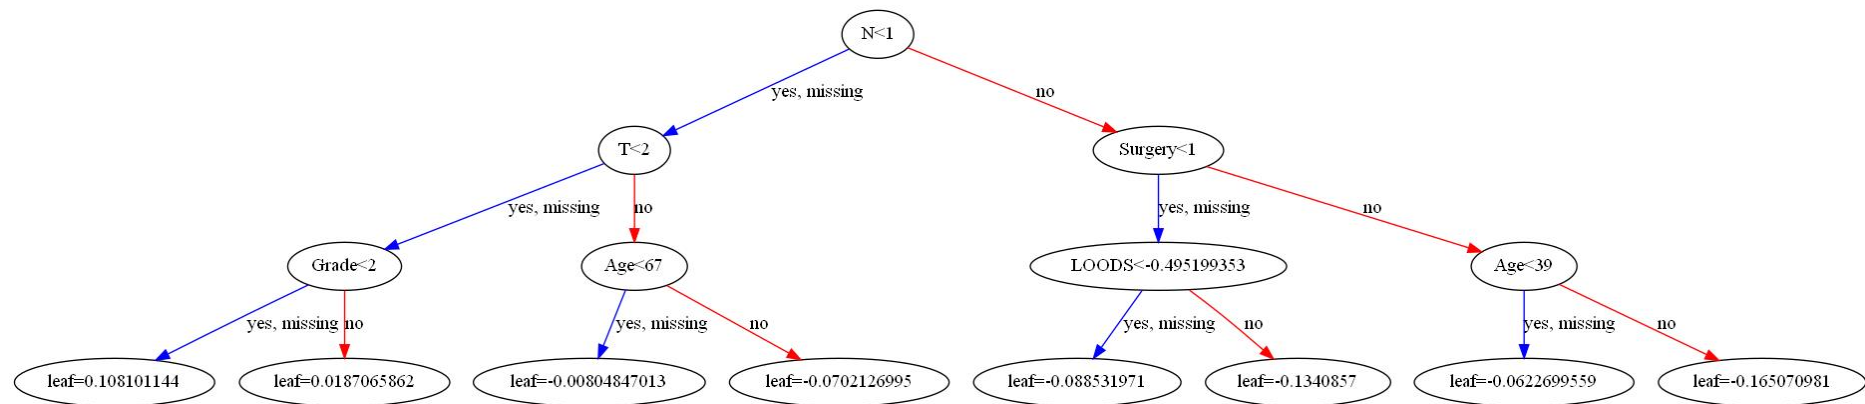 N<1
yes, missing
no
T<2
Surgery<1
yes, missing
no
yes, missing
no
Grade<2
Age<67
LOODS<-0.495199353
Age<39
yes, missing
no
yes, missing
no
yes, missing
no
yes, missing
no
leaf=0.108101144
leaf=0.0187065862
leaf=-0.00804847013
leaf=-0.0702126995
leaf=-0.088531971
leaf=-0.1340857
leaf=-0.0622699559
leaf=-0.165070981